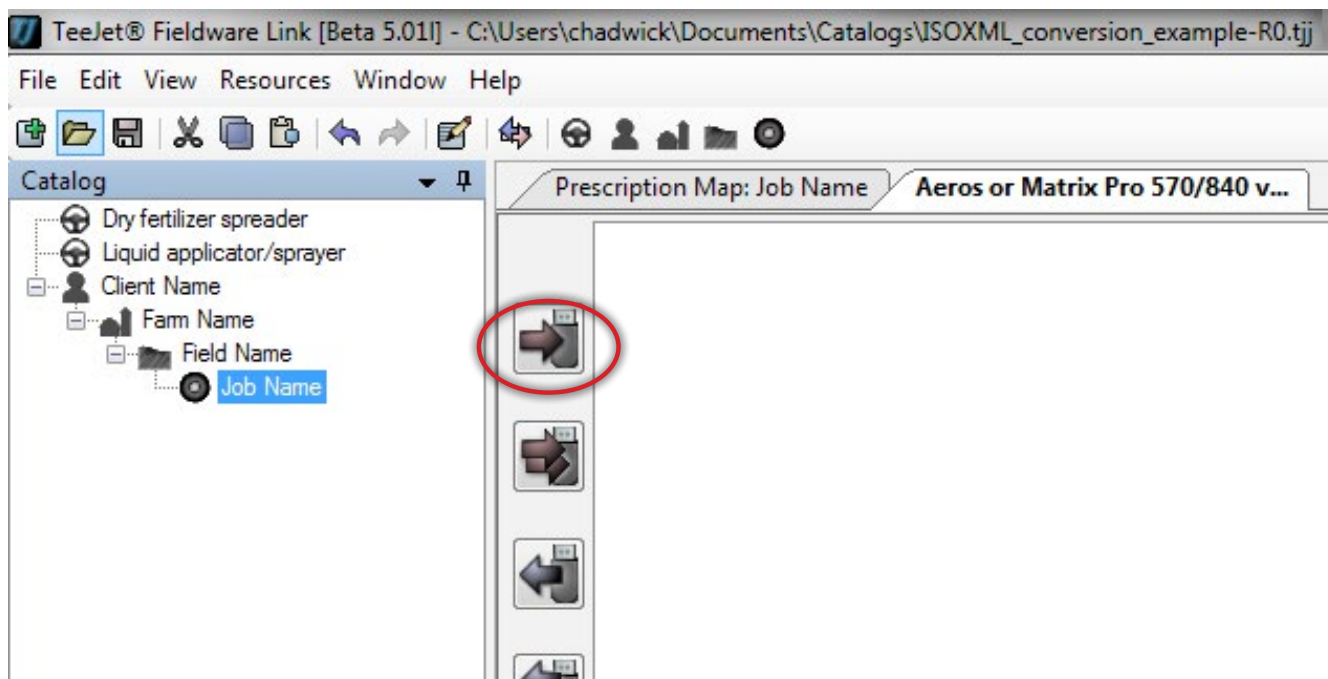 TeeJet® Fieldware Link [Beta 5.01l] - C:\Users\chadwick\Documents\Catalogs\ISOXML_conversion_example-R0.tjj
File Edit View Resources Window Help
Catalog
Prescription Map: Job Name
Aeros or Matrix Pro 570/840 v...
Dry fertilizer spreader
Liquid applicator/sprayer
Client Name
Farm Name
Field Name
Job Name